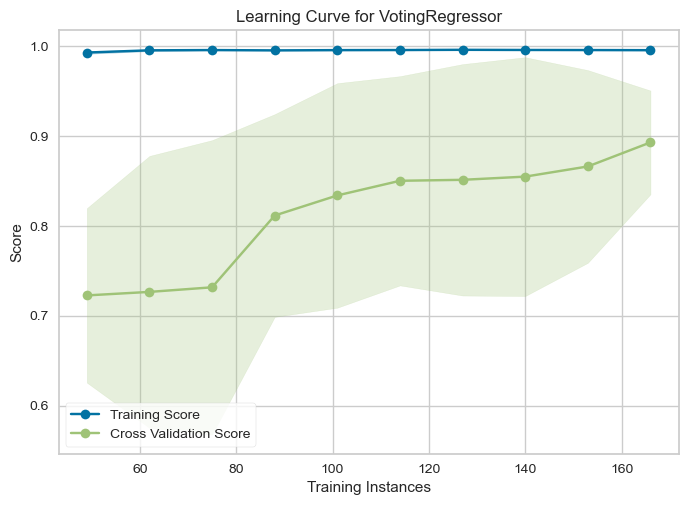 Learning Curve for VotingRegressor
1.0
0.9
0.8
0.7
0.6
Score
Training Score
Cross Validation Score
60 80 100 120 140 160
Training Instances